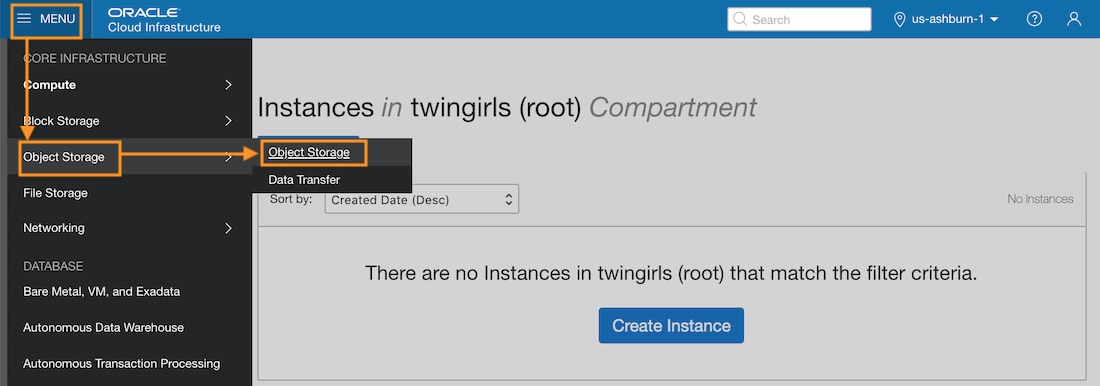 MENU
ORACLE
Cloud Infrastructure
Search
us-ashburn-1
CORE INFRASTRUCTURE
Compute
Block Storage
Object Storage
File Storage
Networking
DATABASE
Bare Metal, VM, and Exadata
Autonomous Data Warehouse
Autonomous Transaction Processing
Object Storage
Data Transfer
Instances in twingirls (root) Compartment
Sort by: Created Date (Desc)
No Instances
There are no Instances in twingirls (root) that match the filter criteria.
Create Instance